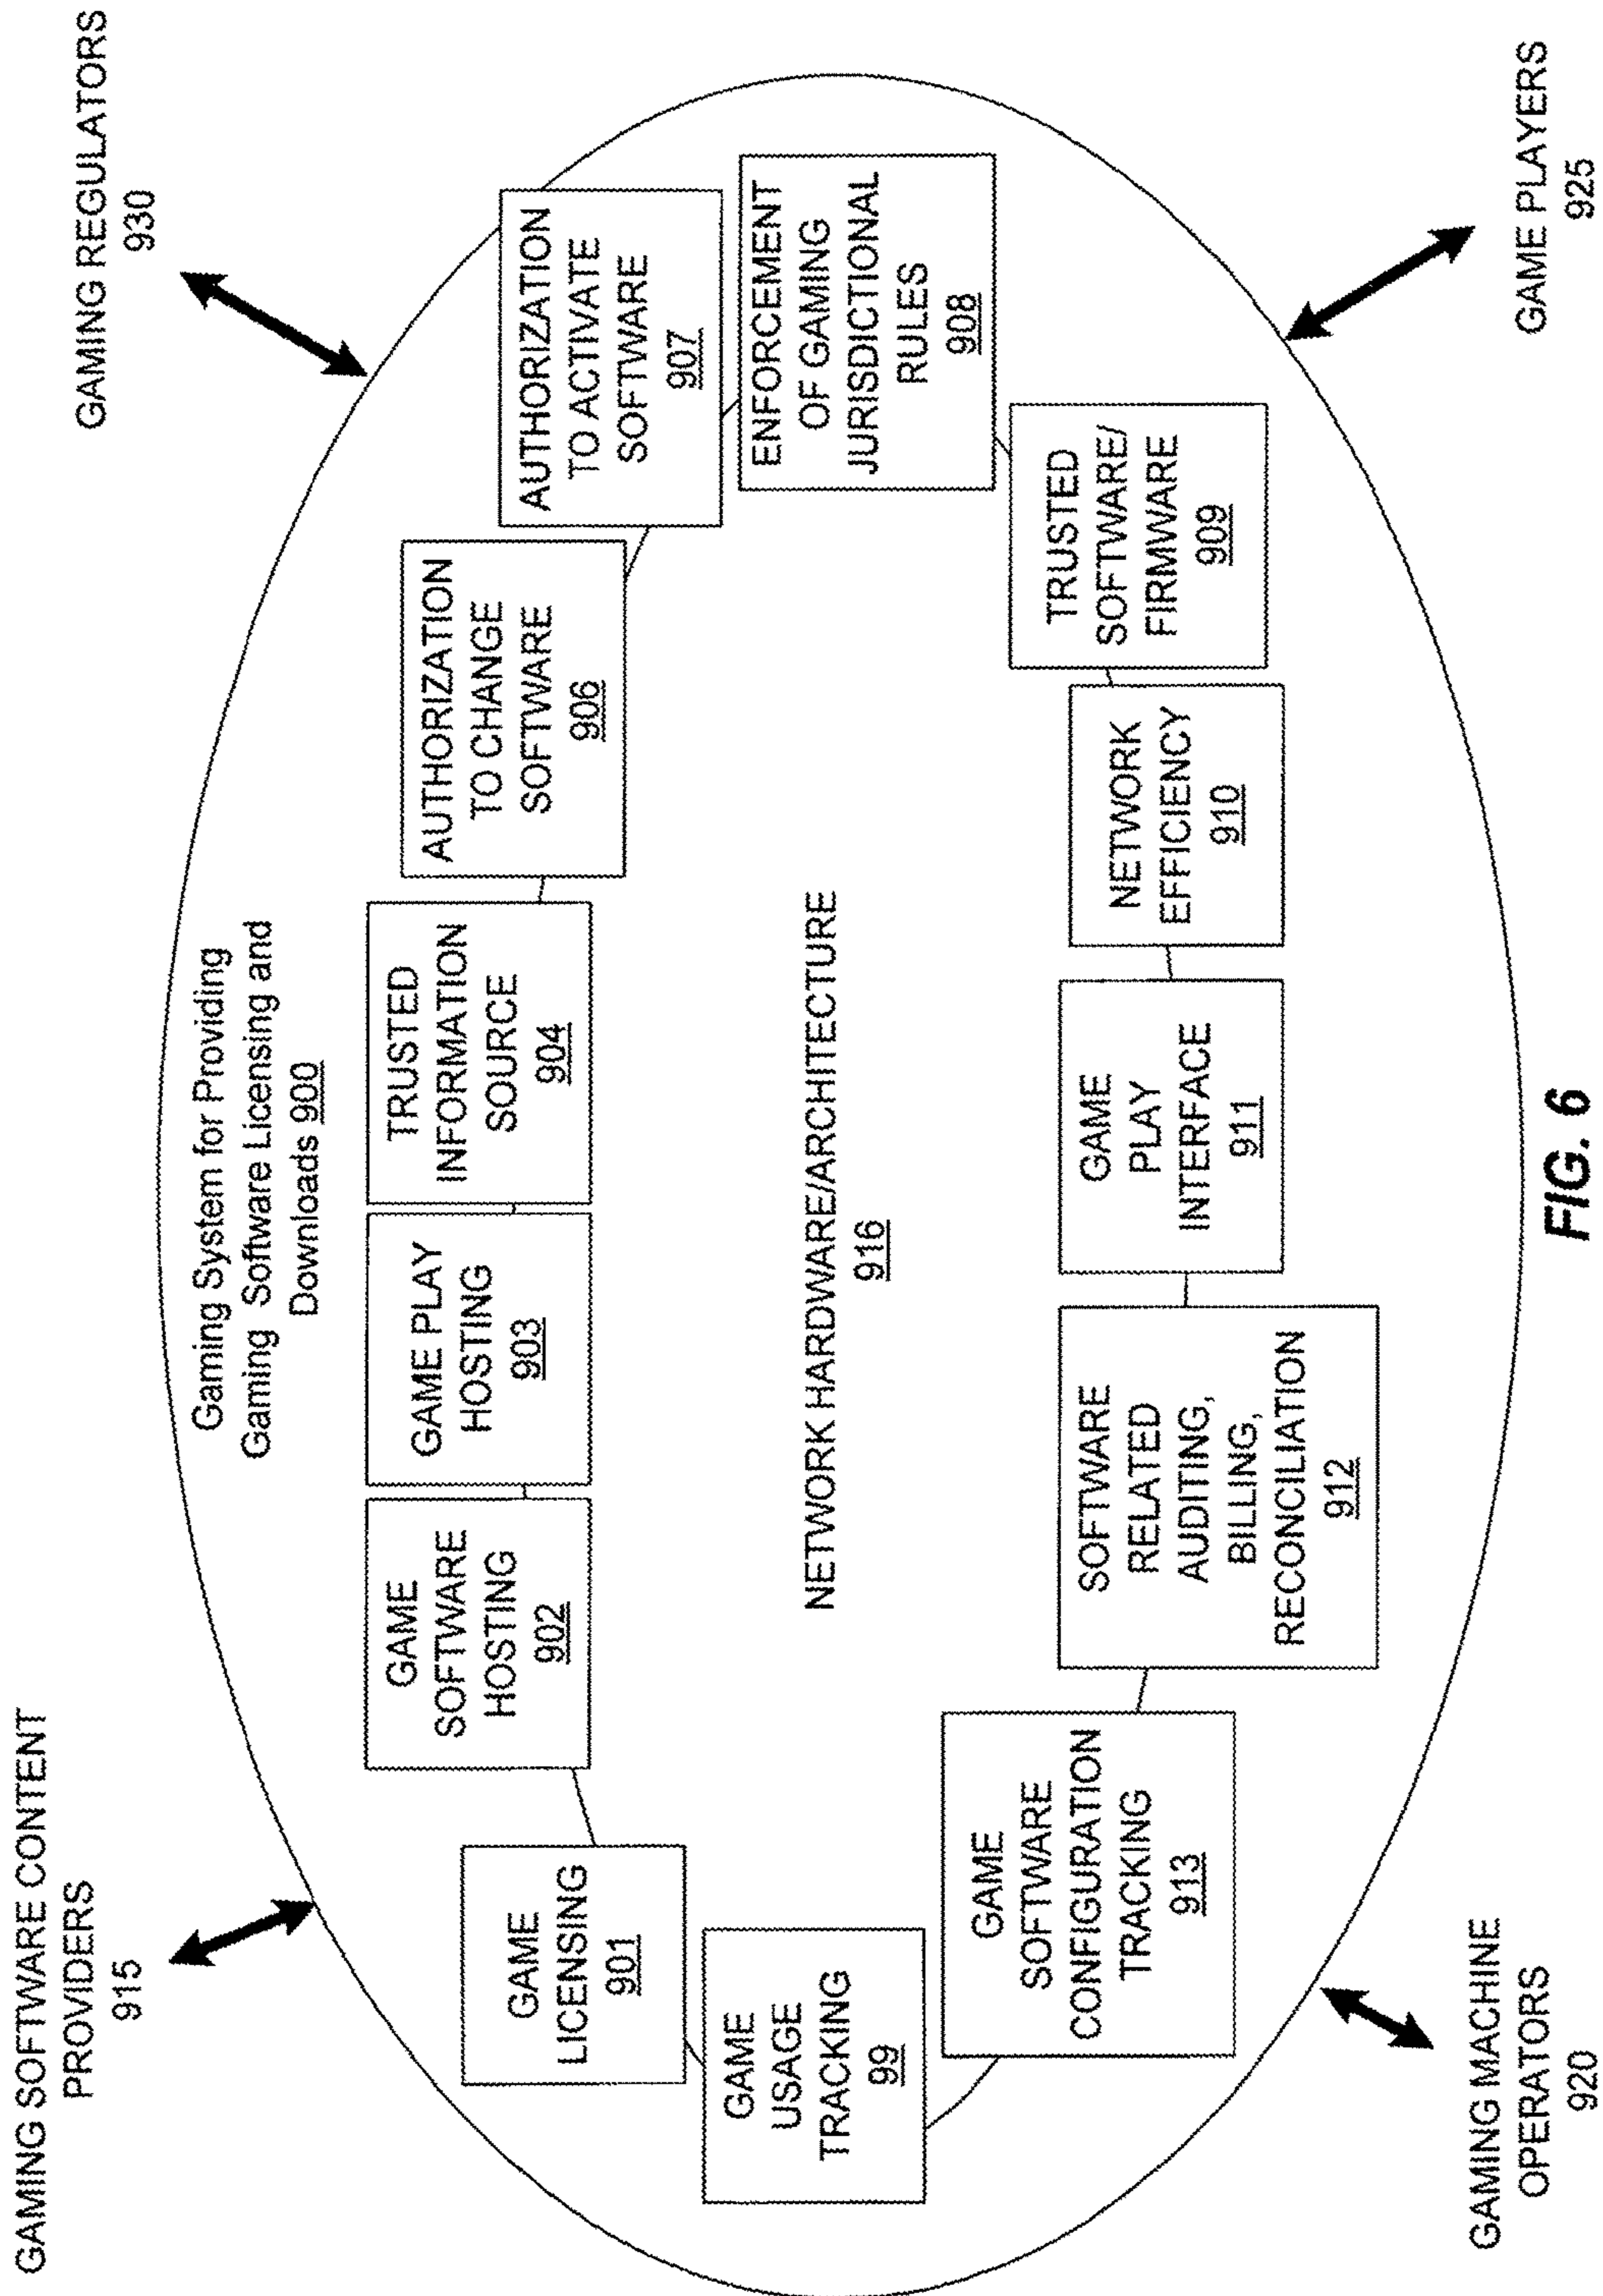 GAMING SOFTWARE CONTENT
PROVIDERS
915
GAMING REGULATORS
930
Gaming System for Providing
Gaming Software Licensing and
Downloads 900
GAME
LICENSING
901
GAME
SOFTWARE
HOSTING
902
GAME PLAY
HOSTING
903
TRUSTED
INFORMATION
SOURCE
904
AUTHORIZATION
TO CHANGE
SOFTWARE
906
AUTHORIZATION
TO ACTIVATE
SOFTWARE
907
ENFORCEMENT
OF GAMING
JURISDICTIONAL
RULES
908
NETWORK HARDWARE/ARCHITECTURE
916
GAME
USAGE
TRACKING
99
GAME
SOFTWARE
CONFIGURATION
TRACKING
913
SOFTWARE
RELATED
AUDITING,
BILLING,
RECONCILIATION
912
GAME
PLAY
INTERFACE
911
NETWORK
EFFICIENCY
910
TRUSTED
SOFTWARE/
FIRMWARE
909
GAMING MACHINE
OPERATORS
920
GAME PLAYERS
925
FIG. 6